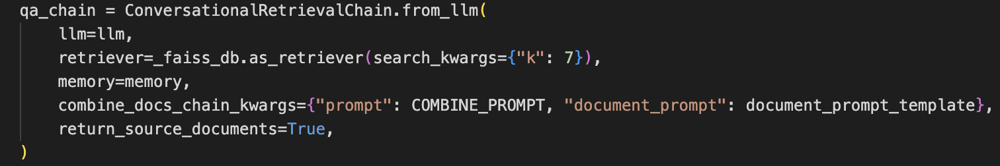 qa_chain = ConversationalRetrievalChain.from_llm(
    llm=llm,
    retriever=_faiss_db.as_retriever(search_kwargs={"k": 7}),
    memory=memory,
    combine_docs_chain_kwargs={"prompt": COMBINE_PROMPT, "document_prompt": document_prompt_template},
    return_source_documents=True,
)